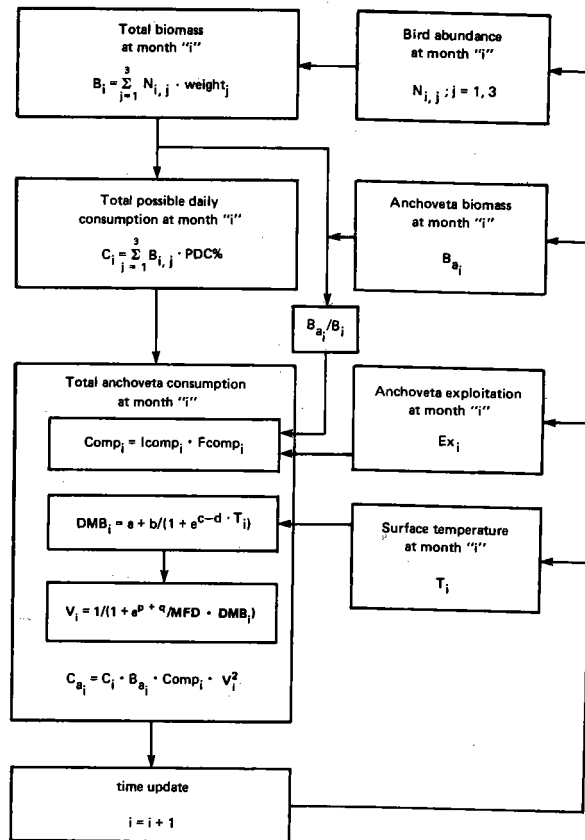 Total biomass
at month "i"
B_i = Σ_{j=1}^{3} N_{i,j} · weight_j
Bird abundance
at month "i"
N_{i,j} ; j = 1, 3
Total possible daily
consumption at month "i"
C_i = Σ_{j=1}^{3} B_{i,j} · PDC%
Anchoveta biomass
at month "i"
B_{a_i}
B_{a_i}/B_i
Total anchoveta consumption
at month "i"
Comp_i = Icomp_i · Fcomp_i
Anchoveta exploitation
at month "i"
Ex_i
DMB_i = a + b/(1 + e^{c–d · T_i})
Surface temperature
at month "i"
T_i
V_i = 1/(1 + e^{p + q}/MFD · DMB_i)
C_{a_i} = C_i · B_{a_i} · Comp_i · V_i^2
time update
i = i + 1